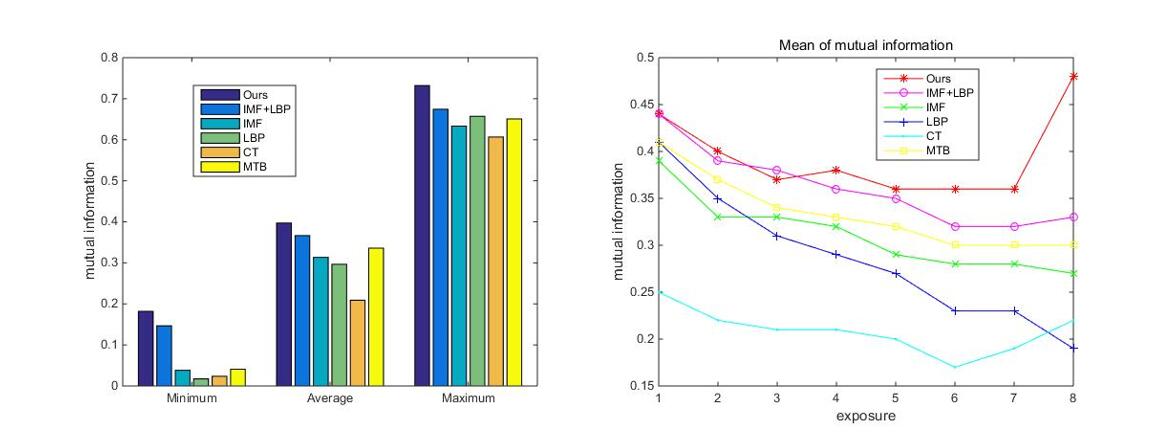 0.8
0.7
0.6
0.5
0.4
0.3
0.2
0.1
0
mutual information
Ours
IMF+LBP
IMF
LBP
CT
MTB
Minimum
Average
Maximum
Mean of mutual information
0.5
0.45
0.4
0.35
0.3
0.25
0.2
0.15
mutual information
Ours
IMF+LBP
IMF
LBP
CT
MTB
1
2
3
4
5
6
7
8
exposure